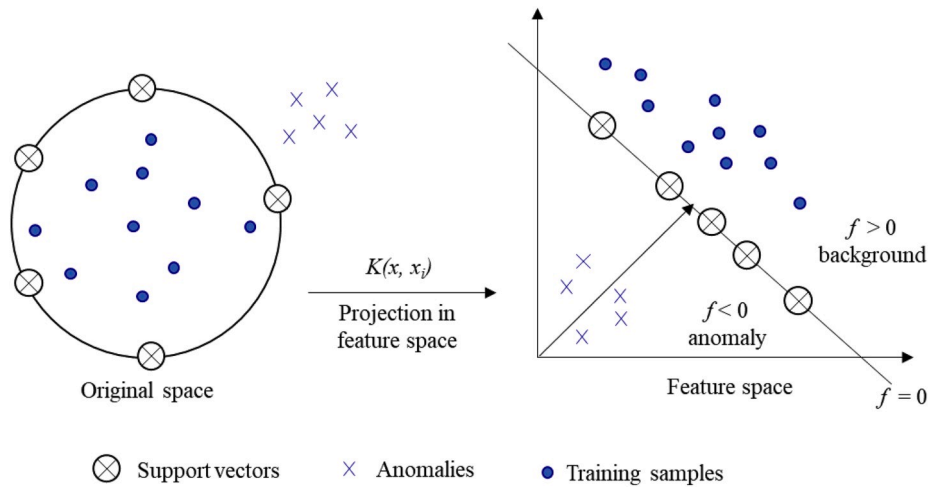 K(x, xᵢ)
Projection in
feature space
Original space
f > 0
background
f < 0
anomaly
Feature space
f = 0
Support vectors
Anomalies
Training samples